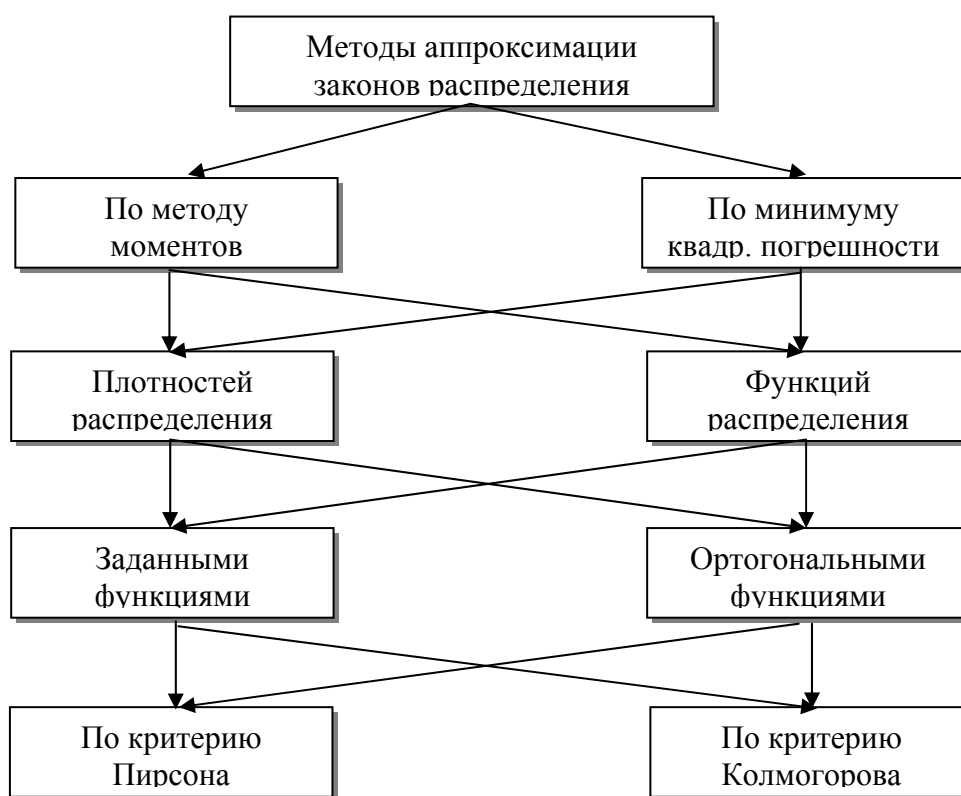 Методы аппроксимации
законов распределения
По методу
моментов
По минимуму
квадр. погрешности
Плотностей
распределения
Функций
распределения
Заданными
функциями
Ортогональными
функциями
По критерию
Пирсона
По критерию
Колмогорова